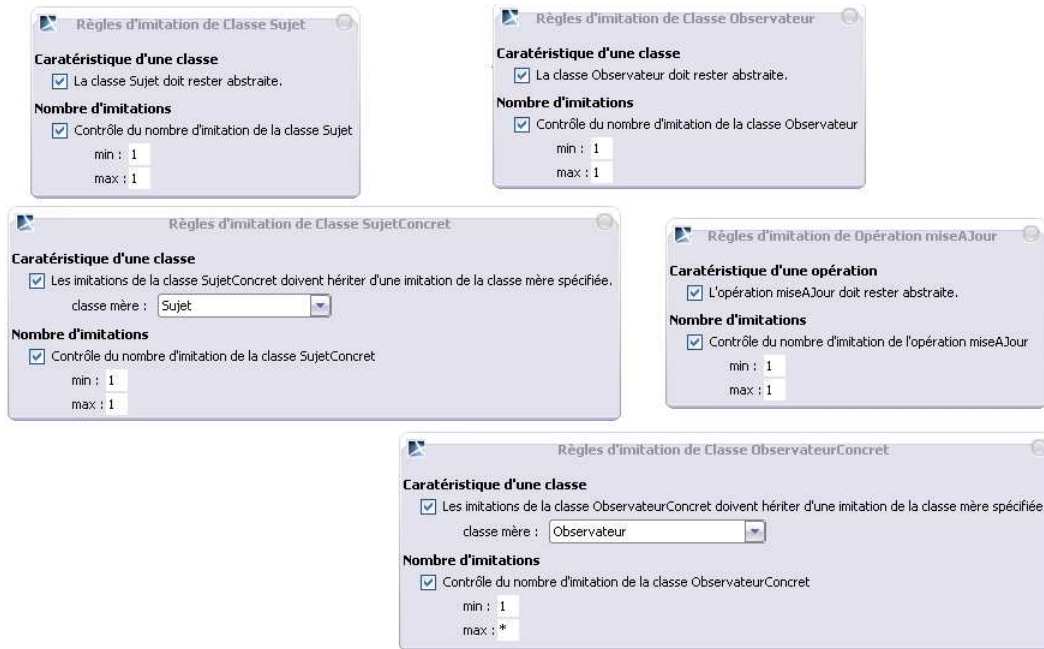 Règles d'imitation de Classe Sujet
Caratéristique d'une classe
La classe Sujet doit rester abstraite.
Nombre d'imitations
Contrôle du nombre d'imitation de la classe Sujet
min : 1
max : 1
Règles d'imitation de Classe Observateur
Caratéristique d'une classe
La classe Observateur doit rester abstraite.
Nombre d'imitations
Contrôle du nombre d'imitation de la classe Observateur
min : 1
max : 1
Règles d'imitation de Classe SujetConcret
Caratéristique d'une classe
Les imitations de la classe SujetConcret doivent hériter d'une imitation de la classe mère spécifiée.
classe mère : Sujet
Nombre d'imitations
Contrôle du nombre d'imitation de la classe SujetConcret
min : 1
max : 1
Règles d'imitation de Opération miseAJour
Caratéristique d'une opération
L'opération miseAJour doit rester abstraite.
Nombre d'imitations
Contrôle du nombre d'imitation de l'opération miseAJour
min : 1
max : 1
Règles d'imitation de Classe ObservateurConcret
Caratéristique d'une classe
Les imitations de la classe ObservateurConcret doivent hériter d'une imitation de la classe mère spécifiée
classe mère : Observateur
Nombre d'imitations
Contrôle du nombre d'imitation de la classe ObservateurConcret
min : 1
max : *